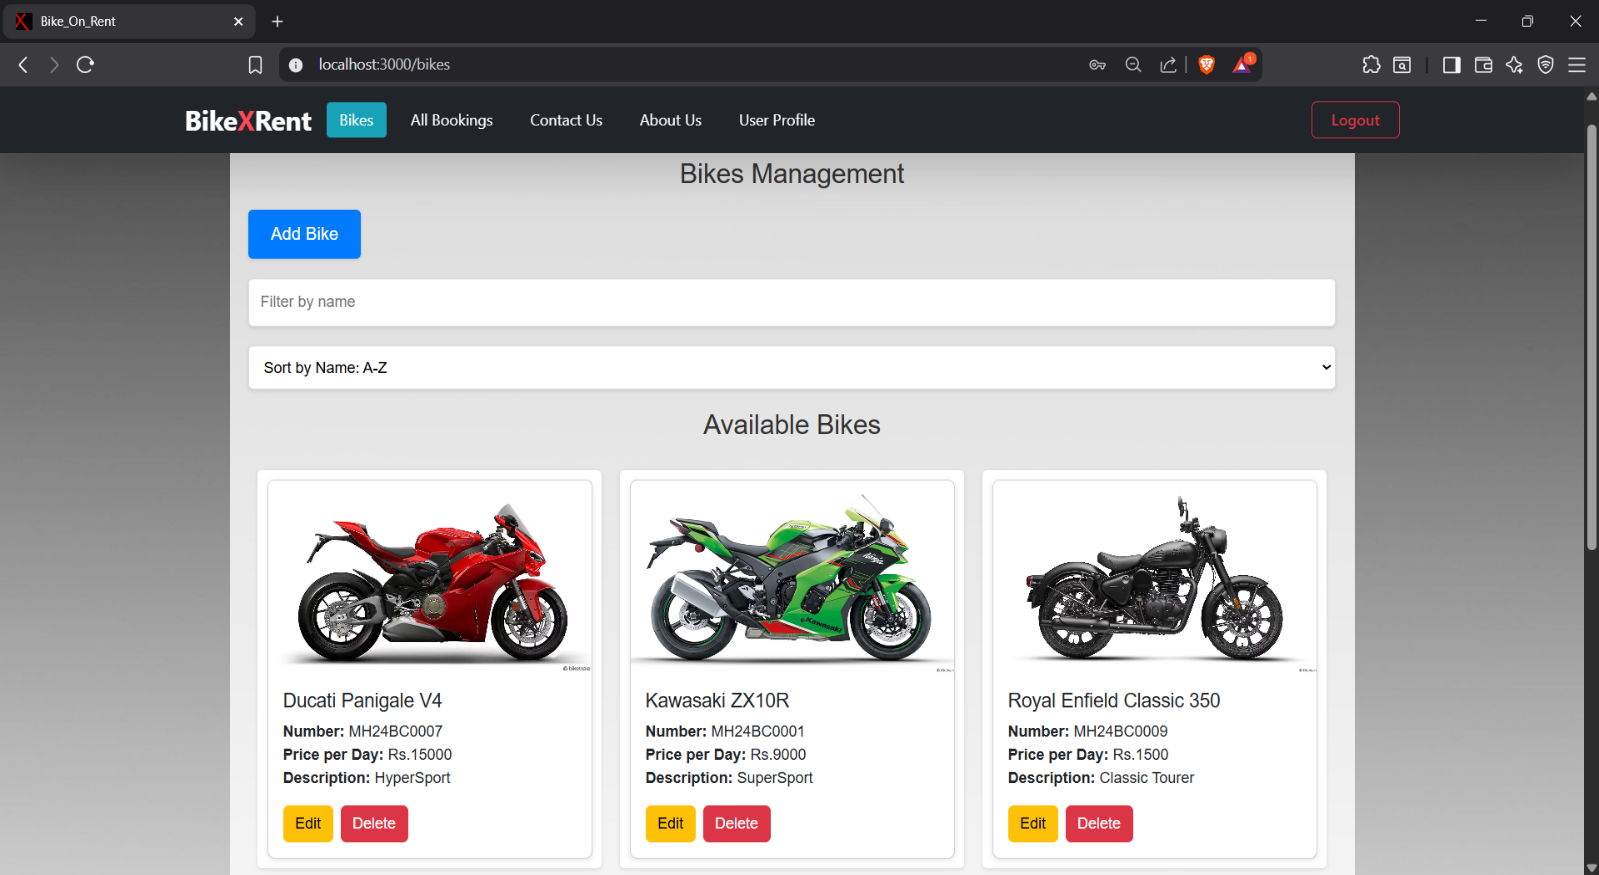 Bike_On_Rent
localhost:3000/bikes
1
BikeXRent
Bikes
All Bookings
Contact Us
About Us
User Profile
Logout
Bikes Management
Add Bike
Filter by name
Sort by Name: A-Z
Available Bikes
Ninja
Kawasaki
Ducati Panigale V4
Number: MH24BC0007
Price per Day: Rs.15000
Description: HyperSport
Edit
Delete
Kawasaki ZX10R
Number: MH24BC0001
Price per Day: Rs.9000
Description: SuperSport
Edit
Delete
Royal Enfield Classic 350
Number: MH24BC0009
Price per Day: Rs.1500
Description: Classic Tourer
Edit
Delete